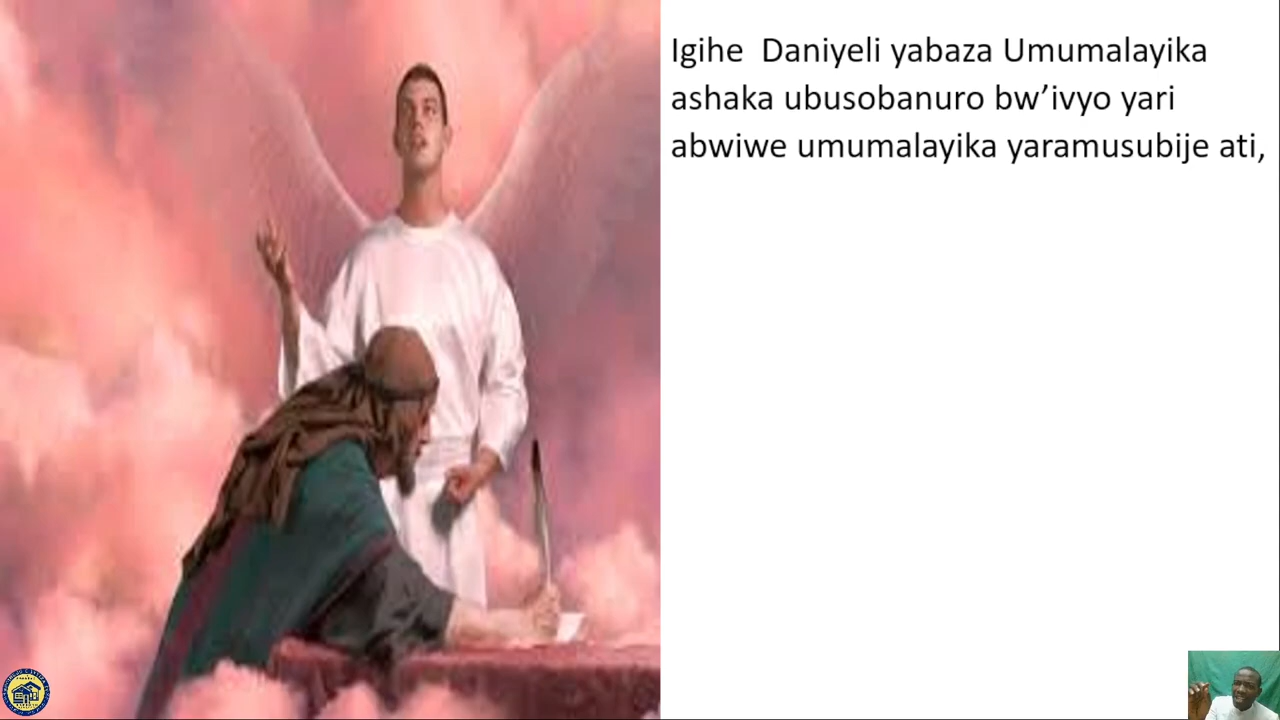 Igihe  Daniyeli yabaza Umumalayika
ashaka ubusobanuro bw’ivyo yari
abwiwe umumalayika yaramusubije ati,